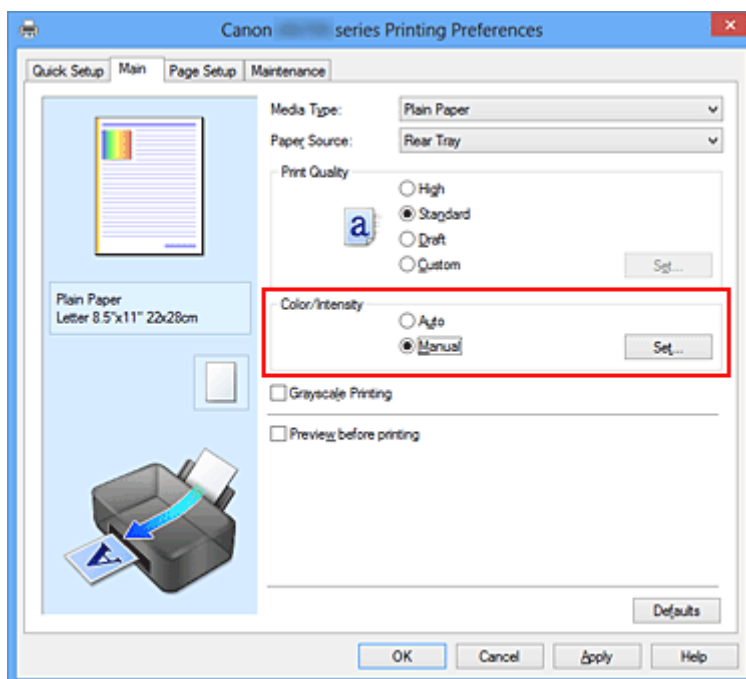 Canon series Printing Preferences
Quick Setup Main Page Setup Maintenance
Media Type: Plain Paper
Paper Source: Rear Tray
Print Quality
High
Standard
Draft
Custom Set...
a
Plain Paper
Letter 8.5"x11" 22x28cm
Color/Intensity
Auto
Manual Set...
Grayscale Printing
Preview before printing
A
Defaults
OK Cancel Apply Help